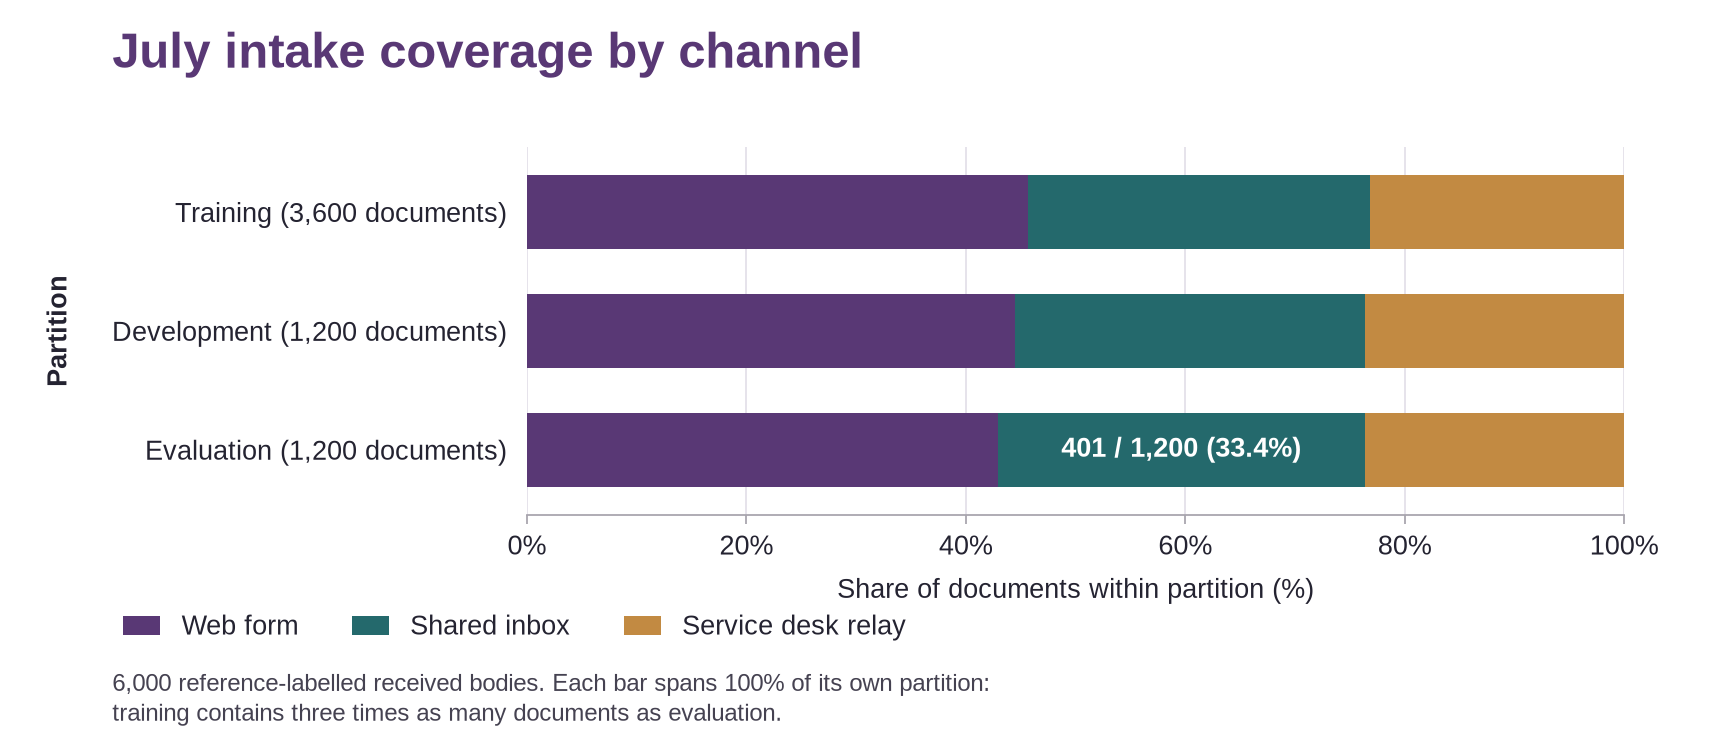 July intake coverage by channel
Partition
Training (3,600 documents)
Development (1,200 documents)
Evaluation (1,200 documents)
401 / 1,200 (33.4%)
0% 20% 40% 60% 80% 100%
Share of documents within partition (%)
Web form Shared inbox Service desk relay
6,000 reference-labelled received bodies. Each bar spans 100% of its own partition:
training contains three times as many documents as evaluation.